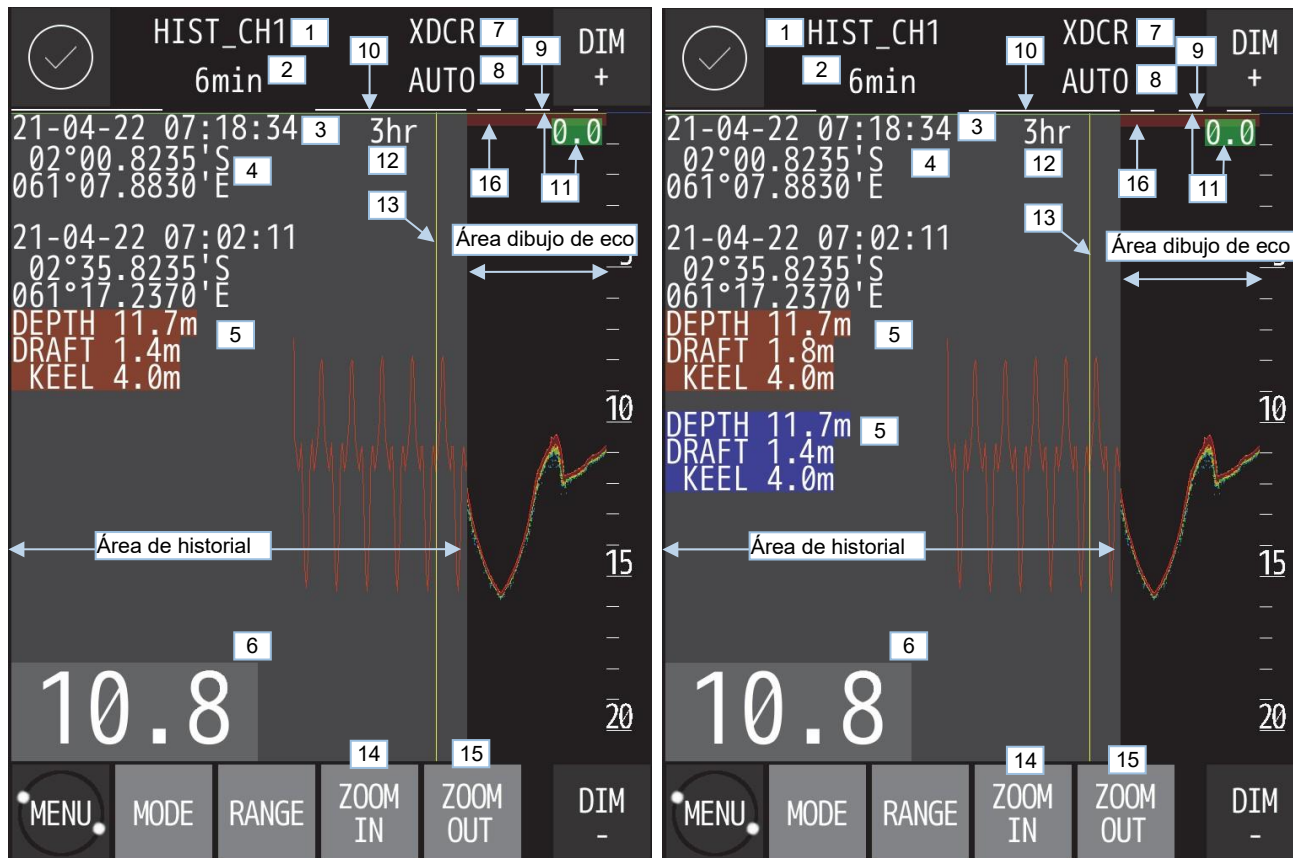 HIST_CH1 1
6min 2
10
XDCR 7
AUTO 8
9
DIM
+
21-04-22 07:18:34 3
3hr
0.0
02°00.8235'S
061°07.8830'E
4
12
16
11
13
21-04-22 07:02:11
02°35.8235'S
061°17.2370'E
Área dibujo de eco
5
DEPTH 11.7m
DRAFT 1.4m
KEEL 4.0m
5
10
15
20
Área de historial
6
10.8
14
15
MENU
MODE
RANGE
ZOOM
IN
ZOOM
OUT
DIM
-
1 HIST_CH1
2 6min
10
XDCR 7
AUTO 8
9
DIM
+
21-04-22 07:18:34 3
3hr
0.0
02°00.8235'S
061°07.8830'E
4
12
16
11
13
21-04-22 07:02:11
02°35.8235'S
061°17.2370'E
Área dibujo de eco
5
DEPTH 11.7m
DRAFT 1.8m
KEEL 4.0m
5
DEPTH 11.7m
DRAFT 1.4m
KEEL 4.0m
5
10
15
20
Área de historial
6
10.8
14
15
MENU
MODE
RANGE
ZOOM
IN
ZOOM
OUT
DIM
-